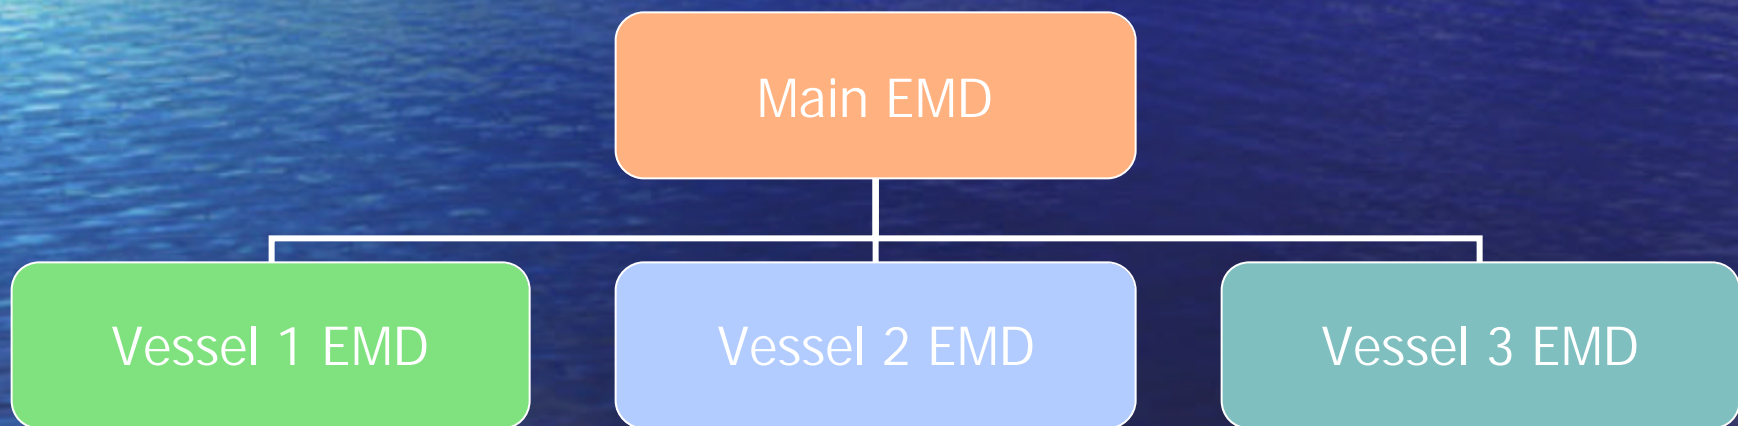 Main EMD
Vessel 1 EMD
Vessel 2 EMD
Vessel 3 EMD